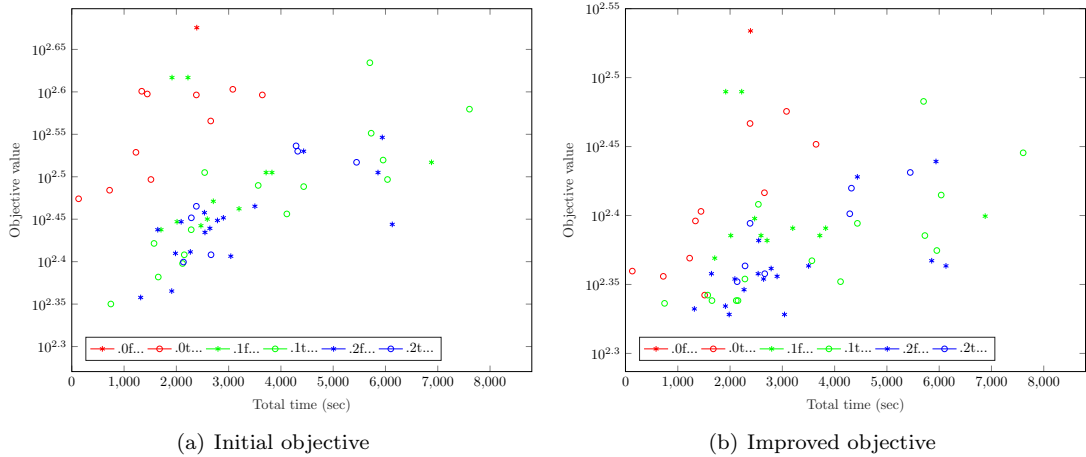 10^2.65
10^2.6
10^2.55
10^2.5
10^2.45
10^2.4
10^2.35
10^2.3
Objective value
.0f... .0t... .1f... .1t... .2f... .2t...
0 1,000 2,000 3,000 4,000 5,000 6,000 7,000 8,000
Total time (sec)
(a) Initial objective
10^2.55
10^2.5
10^2.45
10^2.4
10^2.35
10^2.3
Objective value
.0f... .0t... .1f... .1t... .2f... .2t...
0 1,000 2,000 3,000 4,000 5,000 6,000 7,000 8,000
Total time (sec)
(b) Improved objective